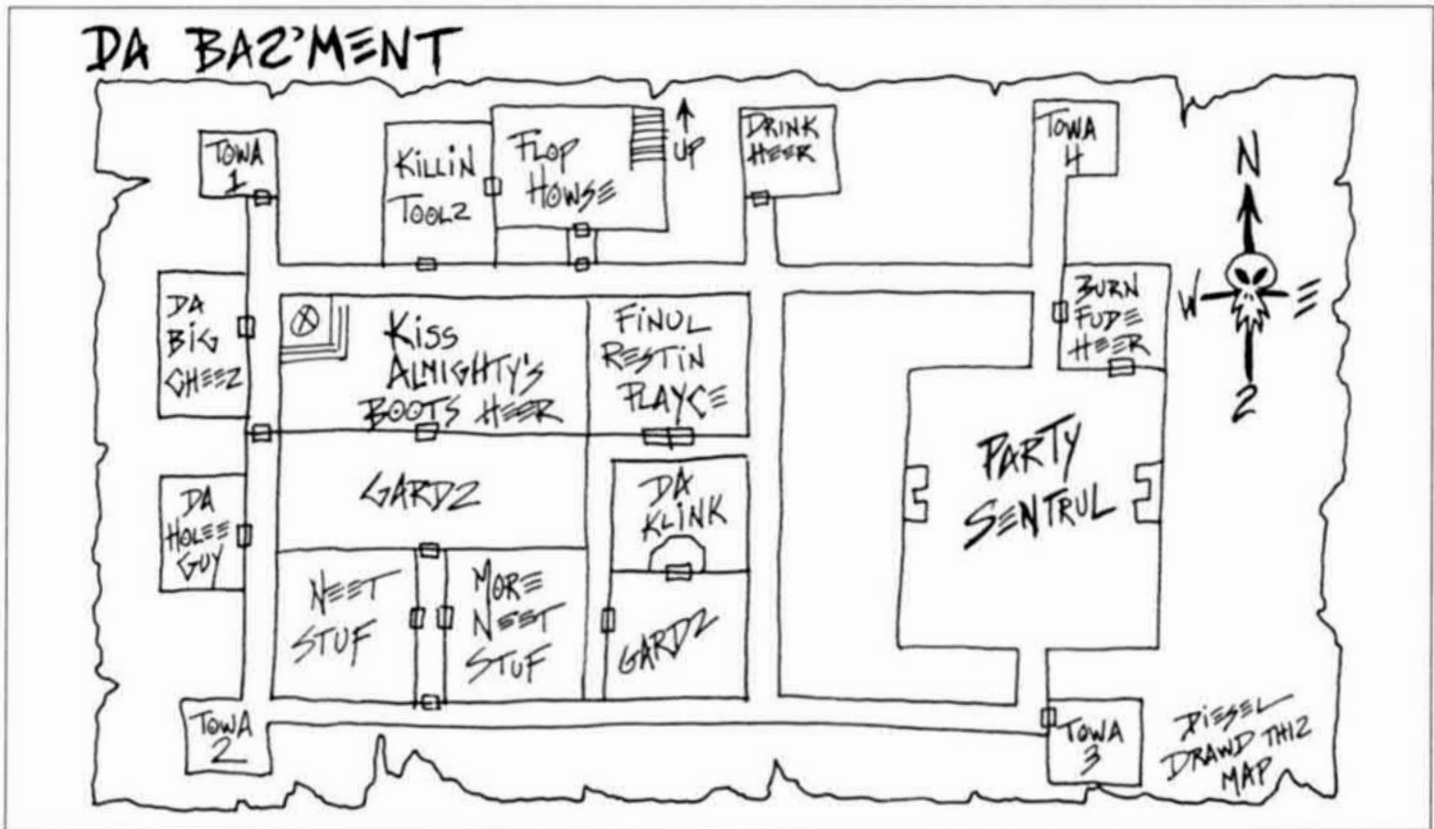 DA BAZ'MENT
TOWA
1
KILLIN
TOOLZ
FLOP
HOWSE
UP
DRINK
HEER
TOWA
4
N
W
E
2
DA
BIG
CHEEZ
X
KISS
ALMIGHTY'S
BOOTS HEER
FINUL
RESTIN
PLAYCE
BURN
FUDE
HEER
DA
HOLEE
GUY
GARDZ
DA
KLINK
PARTY
SENTRUL
NEET
STUF
MORE
NEET
STUF
GARDZ
TOWA
2
TOWA
3
DIESEL
DRAWD THIZ
MAP